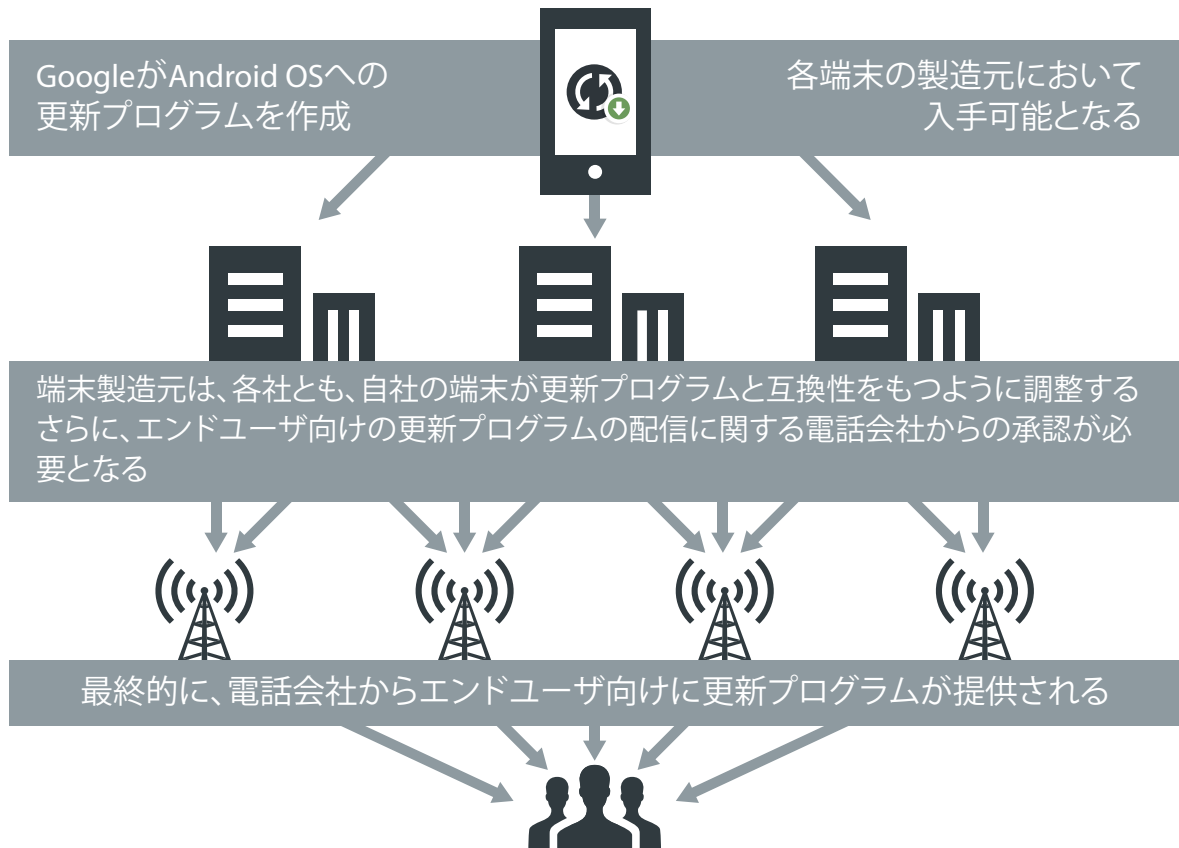 GoogleがAndroid OSへの
更新プログラムを作成
各端末の製造元において
入手可能となる
端末製造元は、各社とも、自社の端末が更新プログラムと互換性をもつように調整する
さらに、エンドユーザ向けの更新プログラムの配信に関する電話会社からの承認が必
要となる
最終的に、電話会社からエンドユーザ向けに更新プログラムが提供される